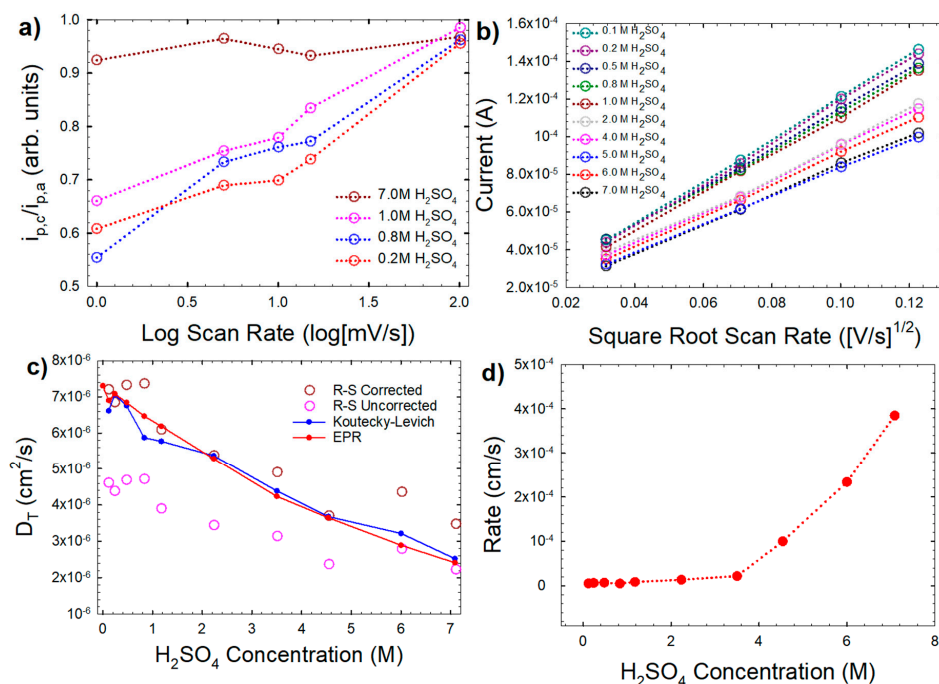 a)
i_p,c/i_p,a (arb. units)
1.0
0.9
0.8
0.7
0.6
0.5
7.0M H₂SO₄
1.0M H₂SO₄
0.8M H₂SO₄
0.2M H₂SO₄
0.0
0.5
1.0
1.5
2.0
Log Scan Rate (log[mV/s])
b)
Current (A)
1.6x10⁻⁴
1.4x10⁻⁴
1.2x10⁻⁴
10⁻⁴
8.0x10⁻⁵
6.0x10⁻⁵
4.0x10⁻⁵
2.0x10⁻⁵
0.1 M H₂SO₄
0.2 M H₂SO₄
0.5 M H₂SO₄
0.8 M H₂SO₄
1.0 M H₂SO₄
2.0 M H₂SO₄
4.0 M H₂SO₄
5.0 M H₂SO₄
6.0 M H₂SO₄
7.0 M H₂SO₄
0.02
0.04
0.06
0.08
0.10
0.12
Square Root Scan Rate ([V/s]¹/²)
c)
D_T (cm²/s)
8x10⁻⁶
7x10⁻⁶
6x10⁻⁶
5x10⁻⁶
4x10⁻⁶
3x10⁻⁶
2x10⁻⁶
10⁻⁶
R-S Corrected
R-S Uncorrected
Koutecky-Levich
EPR
0
1
2
3
4
5
6
7
H₂SO₄ Concentration (M)
d)
Rate (cm/s)
4x10⁻⁴
3x10⁻⁴
2x10⁻⁴
10⁻⁴
0
0
2
4
6
8
H₂SO₄ Concentration (M)